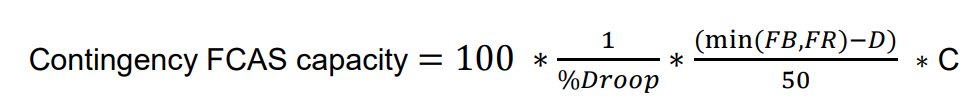 Contingency FCAS capacity = 100 * 1/%Droop * (min(FB,FR)−D)/50 * C